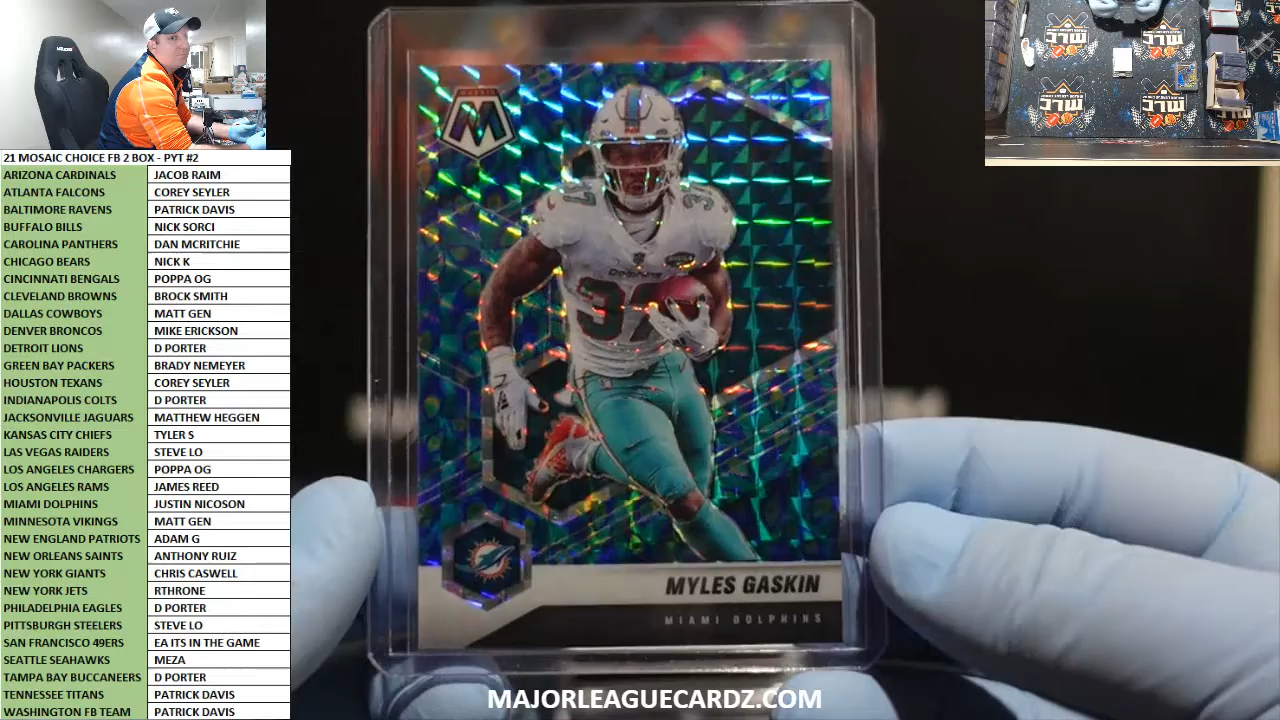 21 MOSAIC CHOICE FB 2 BOX - PYT #2
ARIZONA CARDINALS JACOB RAIM
ATLANTA FALCONS COREY SEYLER
BALTIMORE RAVENS PATRICK DAVIS
BUFFALO BILLS NICK SORCI
CAROLINA PANTHERS DAN MCRITCHIE
CHICAGO BEARS NICK K
CINCINNATI BENGALS POPPA OG
CLEVELAND BROWNS BROCK SMITH
DALLAS COWBOYS MATT GEN
DENVER BRONCOS MIKE ERICKSON
DETROIT LIONS D PORTER
GREEN BAY PACKERS BRADY NEMEYER
HOUSTON TEXANS COREY SEYLER
INDIANAPOLIS COLTS D PORTER
JACKSONVILLE JAGUARS MATTHEW HEGGEN
KANSAS CITY CHIEFS TYLER S
LAS VEGAS RAIDERS STEVE LO
LOS ANGELES CHARGERS POPPA OG
LOS ANGELES RAMS JAMES REED
MIAMI DOLPHINS JUSTIN NICOSON
MINNESOTA VIKINGS MATT GEN
NEW ENGLAND PATRIOTS ADAM G
NEW ORLEANS SAINTS ANTHONY RUIZ
NEW YORK GIANTS CHRIS CASWELL
NEW YORK JETS RTHRONE
PHILADELPHIA EAGLES D PORTER
PITTSBURGH STEELERS STEVE LO
SAN FRANCISCO 49ERS EA ITS IN THE GAME
SEATTLE SEAHAWKS MEZA
TAMPA BAY BUCCANEERS D PORTER
TENNESSEE TITANS PATRICK DAVIS
WASHINGTON FB TEAM PATRICK DAVIS
MOSAIC
M
37
37
DOLPHINS
37
MYLES GASKIN
MIAMI DOLPHINS
MAJORLEAGUECARDZ.COM